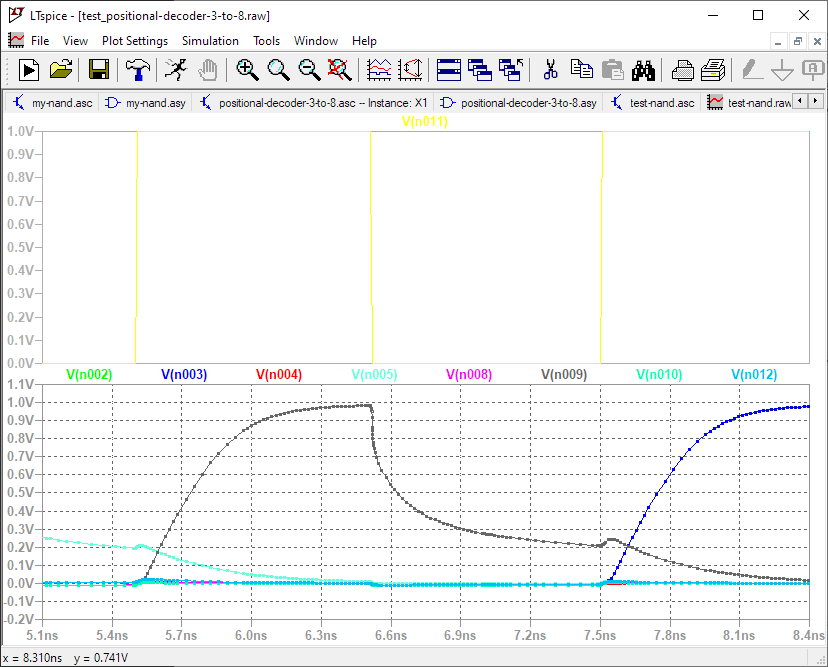 LTspice - [test_positional-decoder-3-to-8.raw]
File View Plot Settings Simulation Tools Window Help
my-nand.asc my-nand.asy positional-decoder-3-to-8.asc -- Instance: X1 positional-decoder-3-to-8.asy test-nand.asc test-nand.raw
V(n011)
1.0V
0.9V
0.8V
0.7V
0.6V
0.5V
0.4V
0.3V
0.2V
0.1V
0.0V
V(n002) V(n003) V(n004) V(n005) V(n008) V(n009) V(n010) V(n012)
1.1V
1.0V
0.9V
0.8V
0.7V
0.6V
0.5V
0.4V
0.3V
0.2V
0.1V
0.0V
-0.1V
-0.2V
5.1ns 5.4ns 5.7ns 6.0ns 6.3ns 6.6ns 6.9ns 7.2ns 7.5ns 7.8ns 8.1ns 8.4ns
x = 8.310ns y = 0.741V